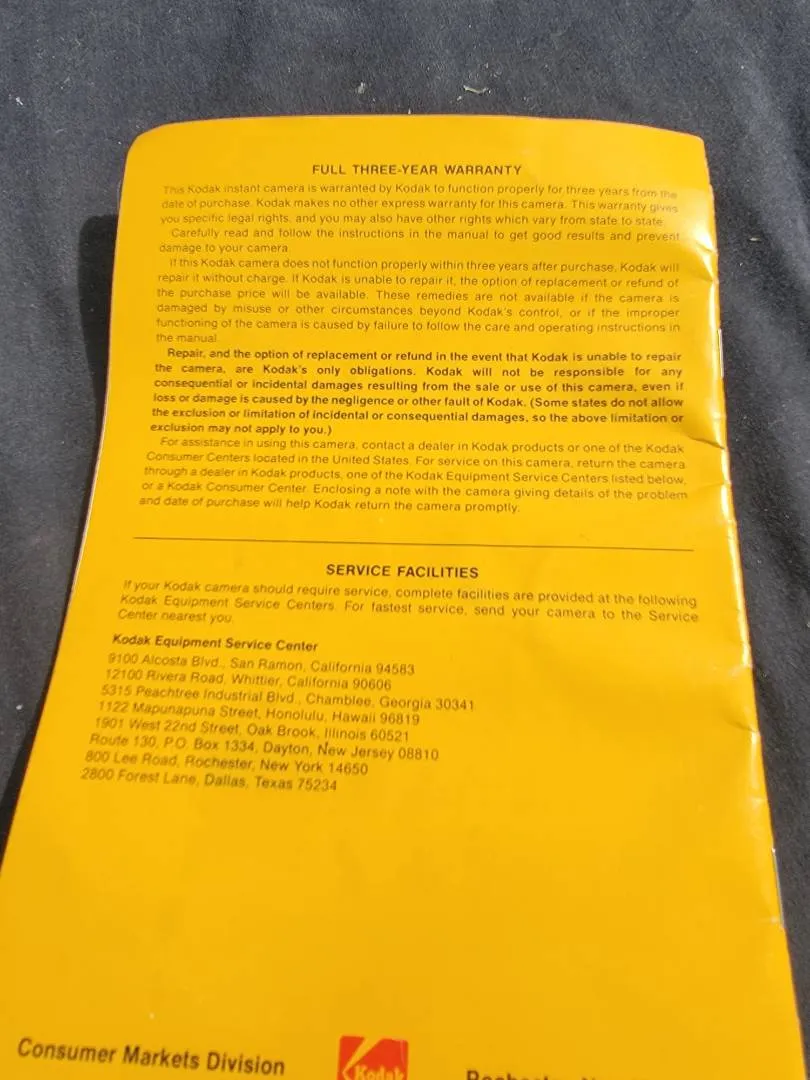 FULL THREE-YEAR WARRANTY
This Kodak instant camera is warranted by Kodak to function properly for three years from the
date of purchase. Kodak makes no other express warranty for this camera. This warranty gives
you specific legal rights, and you may also have other rights which vary from state to state.
Carefully read and follow the instructions in the manual to get good results and prevent
damage to your camera.
If this Kodak camera does not function properly within three years after purchase, Kodak will
repair it without charge. If Kodak is unable to repair it, the option of replacement or refund of
the purchase price will be available. These remedies are not available if the camera is
damaged by misuse or other circumstances beyond Kodak's control, or if the improper
functioning of the camera is caused by failure to follow the care and operating instructions in
the manual.
Repair, and the option of replacement or refund in the event that Kodak is unable to repair
the camera, are Kodak's only obligations. Kodak will not be responsible for any
consequential or incidental damages resulting from the sale or use of this camera, even if
loss or damage is caused by the negligence or other fault of Kodak. (Some states do not allow
the exclusion or limitation of incidental or consequential damages, so the above limitation or
exclusion may not apply to you.)
For assistance in using this camera, contact a dealer in Kodak products or one of the Kodak
Consumer Centers located in the United States. For service on this camera, return the camera
through a dealer in Kodak products, one of the Kodak Equipment Service Centers listed below,
or a Kodak Consumer Center. Enclosing a note with the camera giving details of the problem
and date of purchase will help Kodak return the camera promptly.
SERVICE FACILITIES
If your Kodak camera should require service, complete facilities are provided at the following
Kodak Equipment Service Centers. For fastest service, send your camera to the Service
Center nearest you.
Kodak Equipment Service Center
9100 Alcosta Blvd., San Ramon, California 94583
12100 Rivera Road, Whittier, California 90606
5315 Peachtree Industrial Blvd., Chamblee, Georgia 30341
1122 Mapunapuna Street, Honolulu, Hawaii 96819
1901 West 22nd Street, Oak Brook, Illinois 60521
Route 130, P.O. Box 1334, Dayton, New Jersey 08810
800 Lee Road, Rochester, New York 14650
2800 Forest Lane, Dallas, Texas 75234
Consumer Markets Division
Kodak